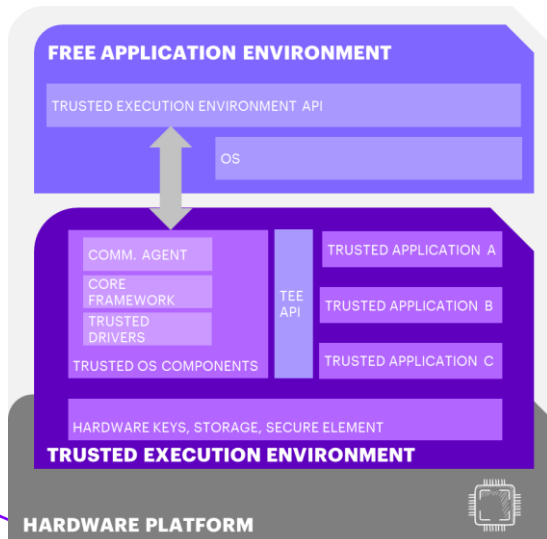 FREE APPLICATION ENVIRONMENT
TRUSTED EXECUTION ENVIRONMENT API
OS
COMM. AGENT
CORE
FRAMEWORK
TRUSTED
DRIVERS
TRUSTED OS COMPONENTS
TEE
API
TRUSTED APPLICATION A
TRUSTED APPLICATION B
TRUSTED APPLICATION C
HARDWARE KEYS, STORAGE, SECURE ELEMENT
TRUSTED EXECUTION ENVIRONMENT
HARDWARE PLATFORM